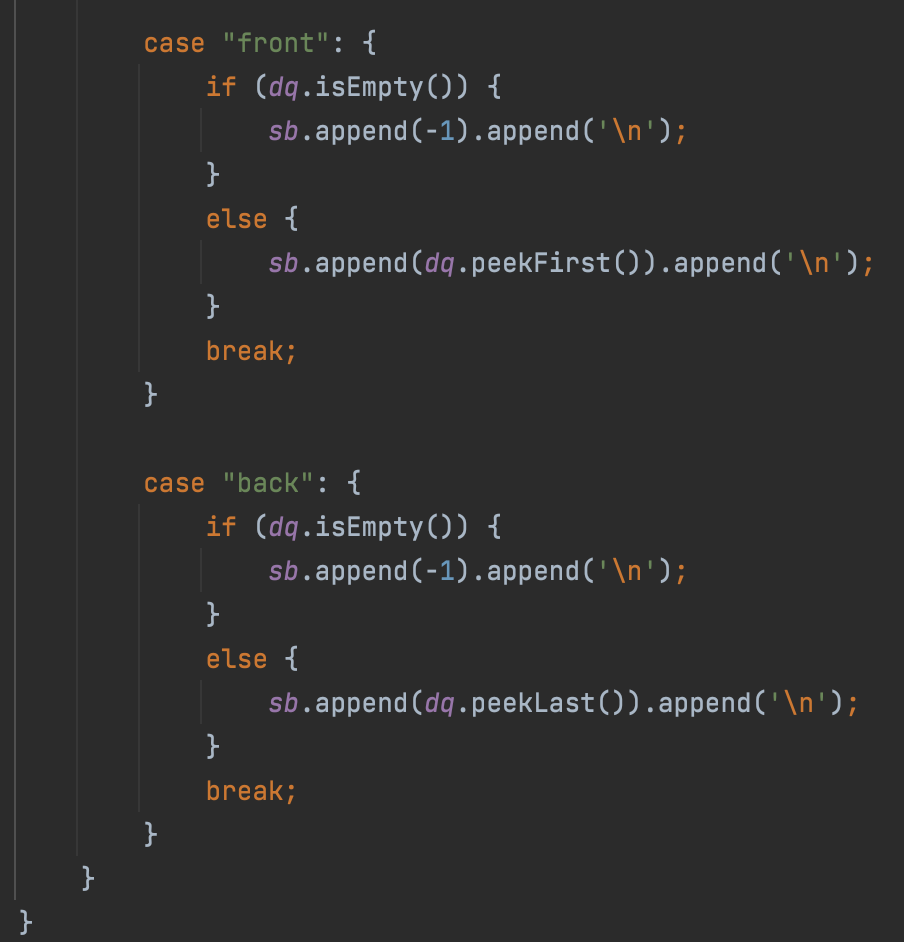 case "front": {
if (dq.isEmpty()) {
sb.append(-1).append('\n');
}
else {
sb.append(dq.peekFirst()).append('\n');
}
break;
}
case "back": {
if (dq.isEmpty()) {
sb.append(-1).append('\n');
}
else {
sb.append(dq.peekLast()).append('\n');
}
break;
}
}
}